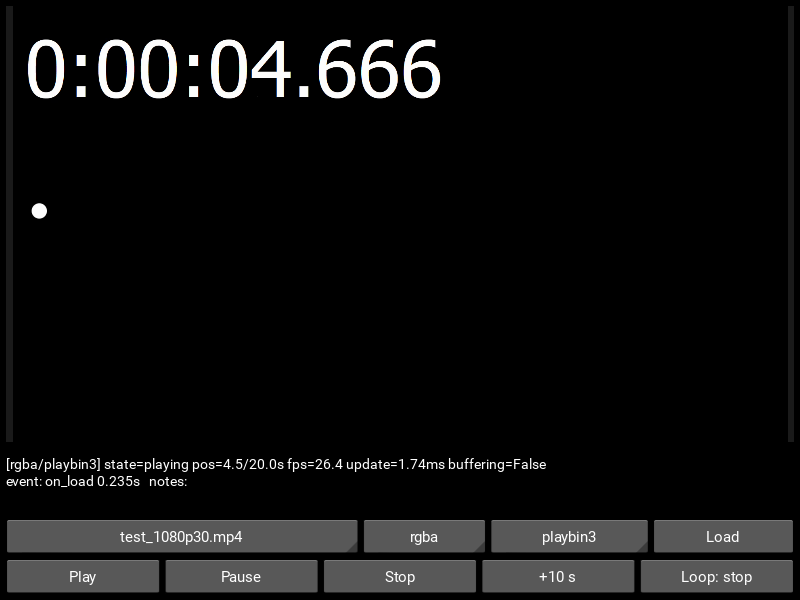 0:00:04.666
[rgba/playbin3] state=playing pos=4.5/20.0s fps=26.4 update=1.74ms buffering=False
event: on_load 0.235s   notes:
test_1080p30.mp4 rgba playbin3 Load
Play Pause Stop +10 s Loop: stop